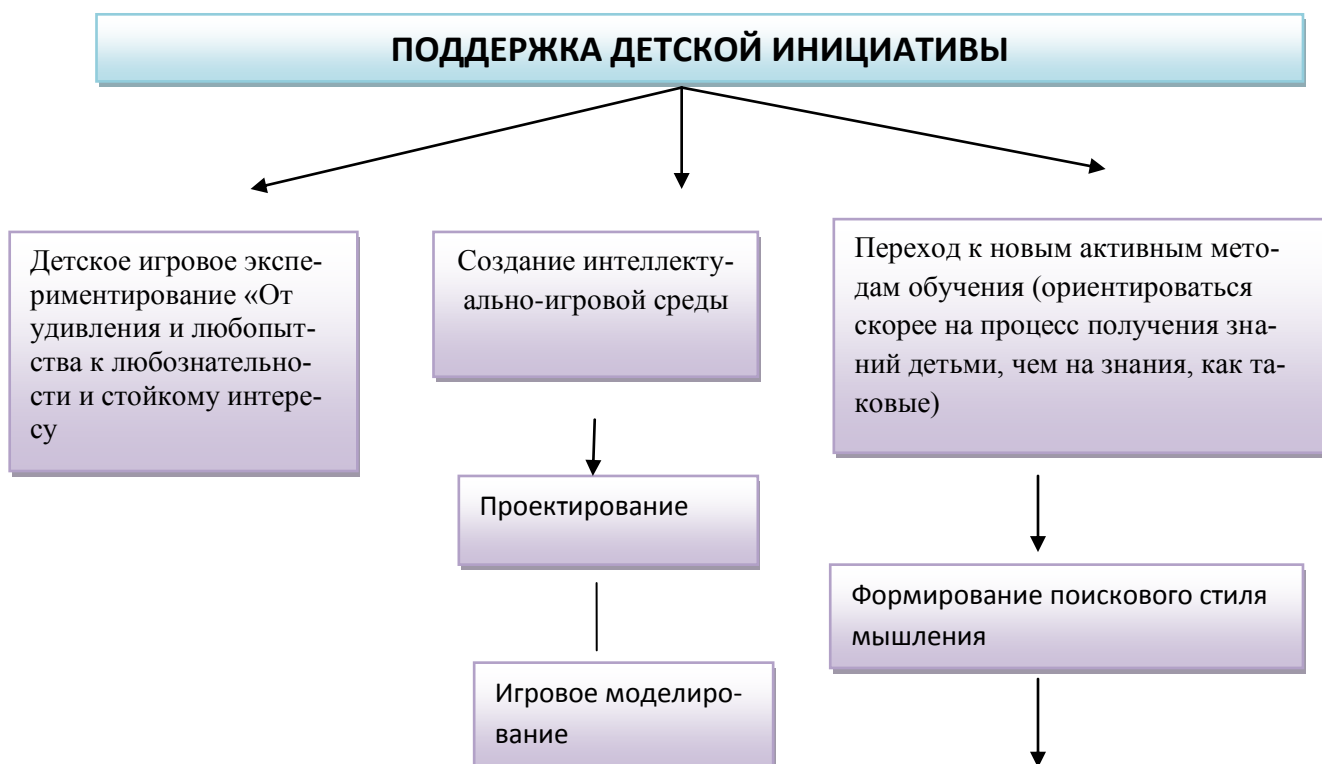 ПОДДЕРЖКА ДЕТСКОЙ ИНИЦИАТИВЫ
Детское игровое экспе-
риментирование «От
удивления и любопыт-
ства к любознательно-
сти и стойкому интере-
су
Создание интеллекту-
ально-игровой среды
Переход к новым активным мето-
дам обучения (ориентироваться
скорее на процесс получения зна-
ний детьми, чем на знания, как та-
ковые)
Проектирование
Формирование поискового стиля
мышления
Игровое моделиро-
вание